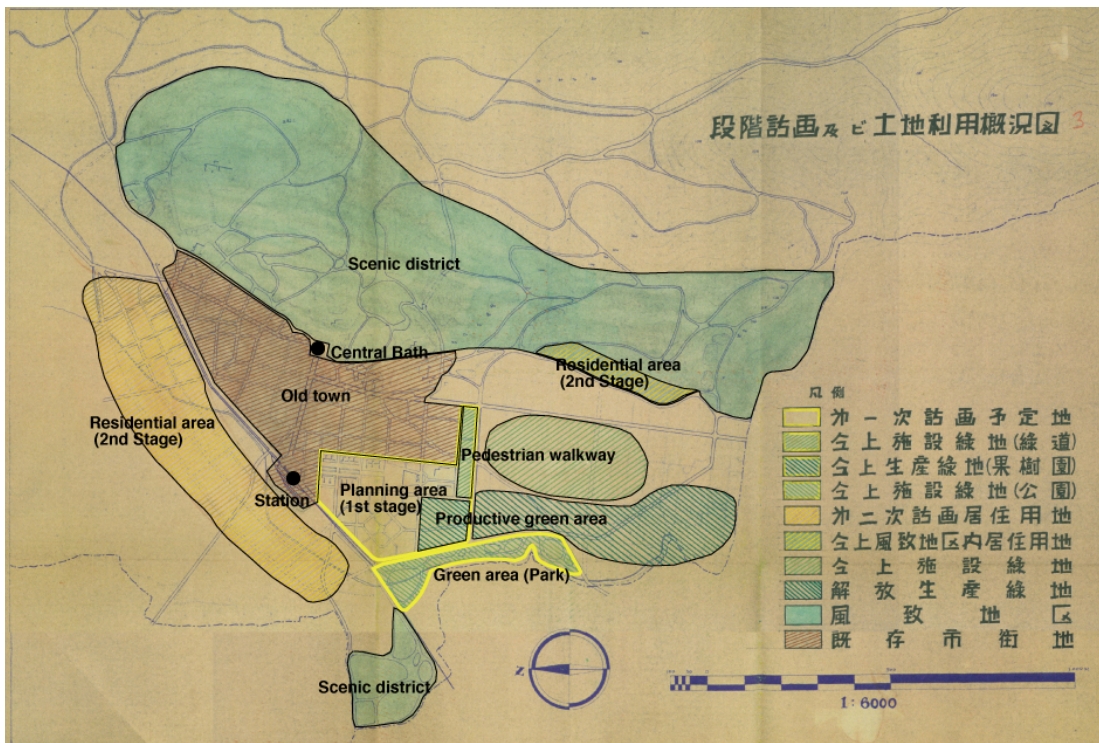 段階計画及ビ土地利用概況図 3
Scenic district
Central Bath
Residential area
(2nd Stage)
Old town
Residential area
(2nd Stage)
Pedestrian walkway
Station
Planning area
(1st stage)
Productive green area
Green area (Park)
Scenic district
凡例
第一次計画予定地
仝上施設緑地(緑道)
仝上生産緑地(果樹園)
仝上施設緑地(公園)
第二次計画居住用地
仝上風致地区内居住用地
仝上施設緑地
解放生産緑地
風致地区
既存市街地
N
1:6000